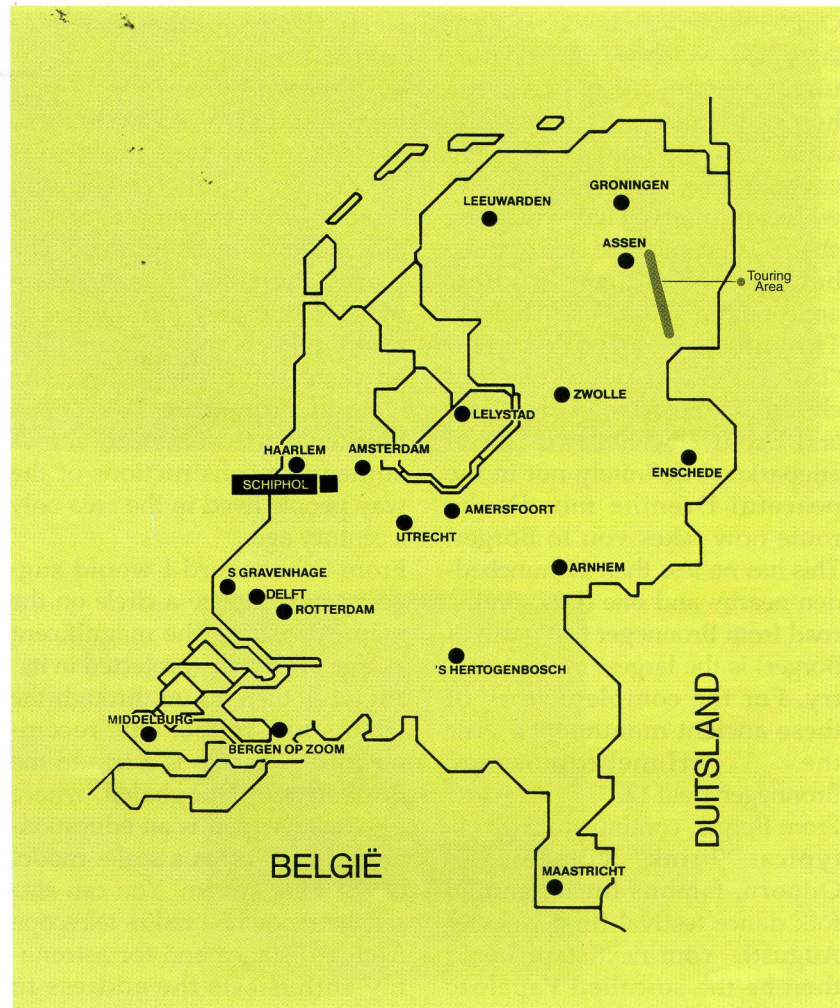 GRONINGEN
LEEUWARDEN
ASSEN
Touring
Area
ZWOLLE
LELYSTAD
HAARLEM
AMSTERDAM
ENSCHEDE
SCHIPHOL
AMERSFOORT
UTRECHT
ARNHEM
S GRAVENHAGE
DELFT
ROTTERDAM
'S HERTOGENBOSCH
MIDDELBURG
BERGEN OP ZOOM
DUITSLAND
BELGIË
MAASTRICHT